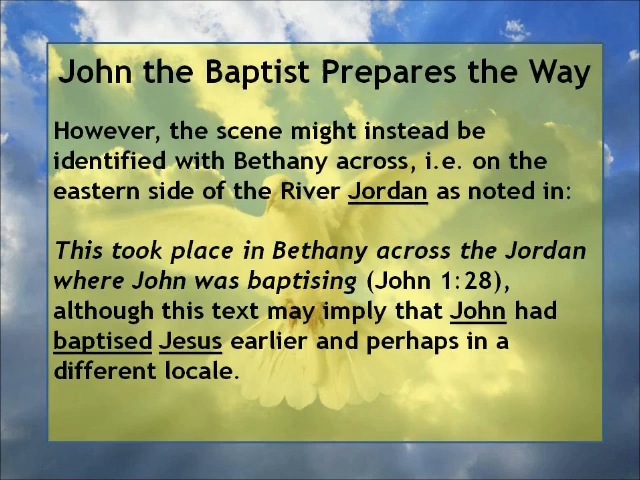 John the Baptist Prepares the Way
However, the scene might instead be
identified with Bethany across, i.e. on the
eastern side of the River Jordan as noted in:
This took place in Bethany across the Jordan
where John was baptising (John 1:28),
although this text may imply that John had
baptised Jesus earlier and perhaps in a
different locale.